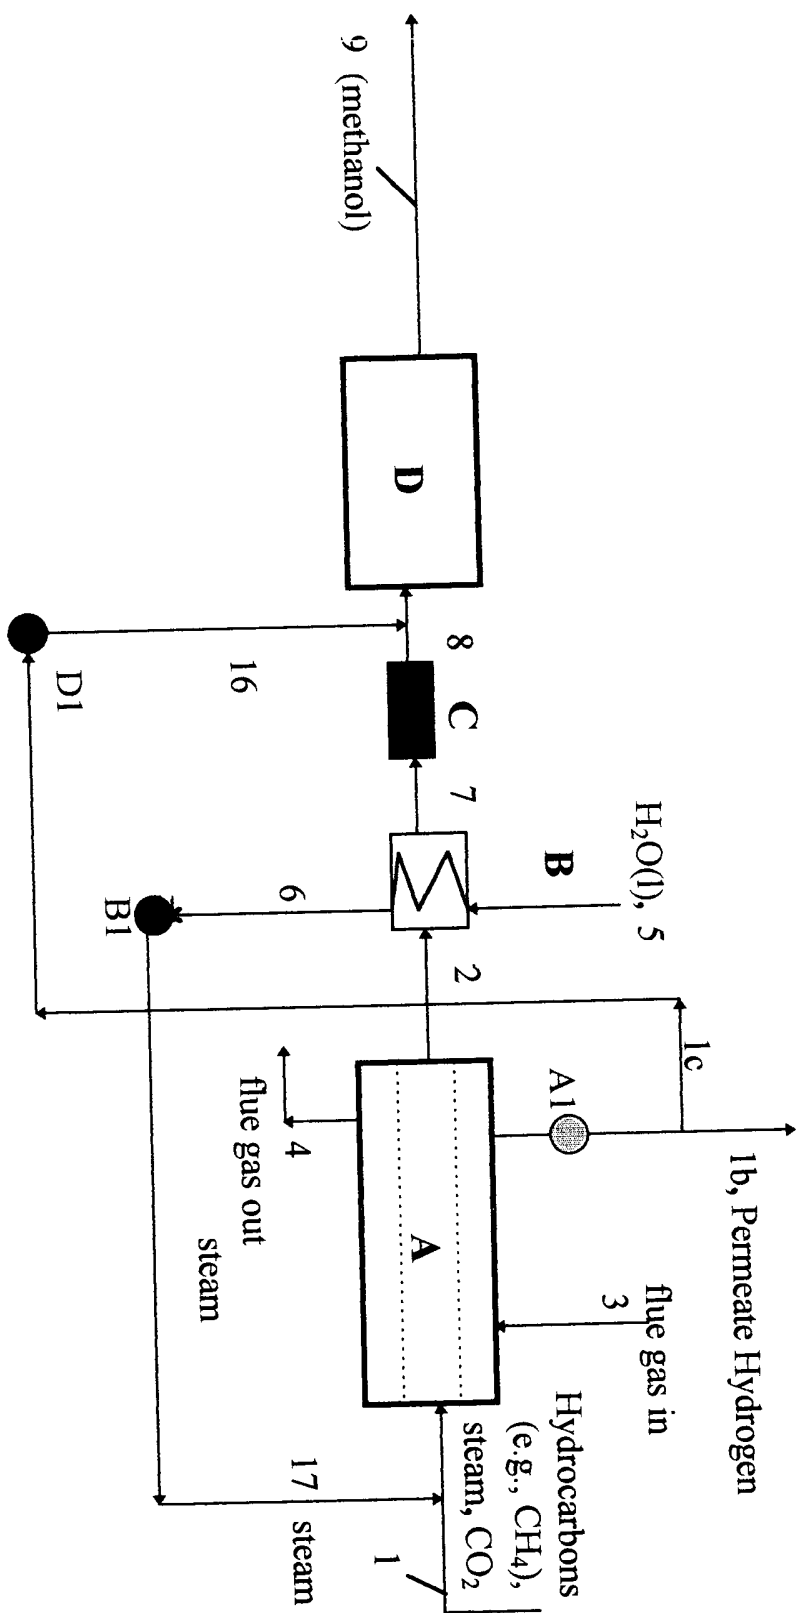 Hydrocarbons
(e.g., CH₄),
steam, CO₂
1
17
steam
flue gas in
3
1b, Permeate Hydrogen
A1
1c
A
4
flue gas out
steam
2
H₂O(l), 5
B
6
B1
7
C
8
16
D1
D
9 (methanol)